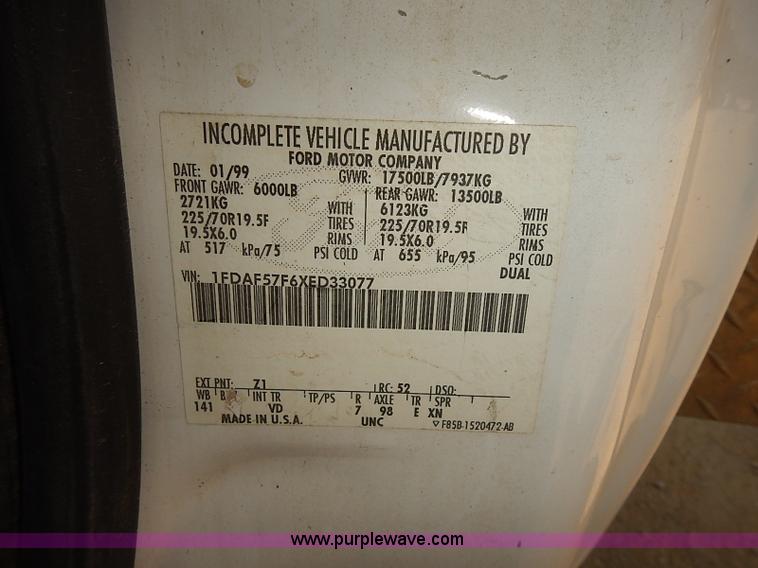 INCOMPLETE VEHICLE MANUFACTURED BY
FORD MOTOR COMPANY
DATE: 01/99 GVWR: 17500LB/7937KG
FRONT GAWR: 6000LB REAR GAWR: 13500LB
2721KG WITH 6123KG WITH
225/70R19.5F TIRES 225/70R19.5F TIRES
19.5X6.0 RIMS 19.5X6.0 RIMS
AT 517 kPa/75 PSI COLD AT 655 kPa/95 PSI COLD
DUAL
VIN: 1FDAF57F6XED33077
EXT PNT: Z1 RC: 52 DSO:
WB INT TR TP/PS R AXLE TR SPR
141 VD 7 98 E XN
MADE IN U.S.A. UNC ▽F85B-1520472-AB
www.purplewave.com